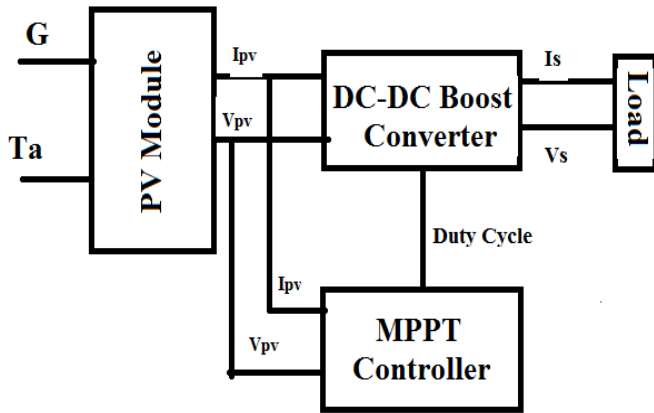 G
Ta
PV Module
Ipv
Vpv
DC-DC Boost
Converter
Is
Vs
Load
Duty Cycle
Ipv
Vpv
MPPT
Controller